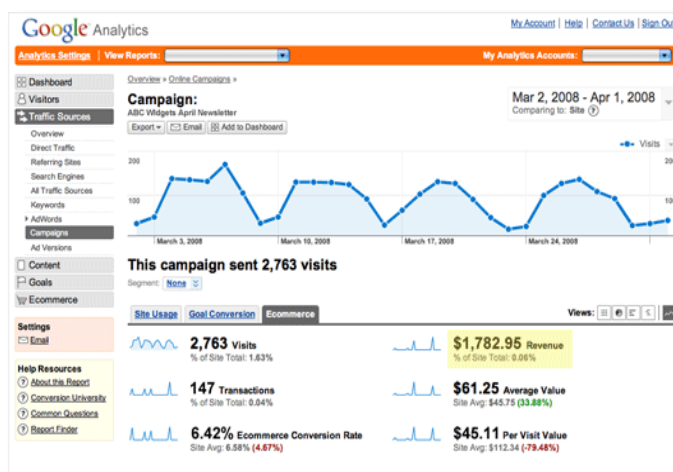 Google Analytics
My Account | Help | Contact Us | Sign Out
Analytics Settings | View Reports:
My Analytics Accounts:
Dashboard
Visitors
Traffic Sources
Overview
Direct Traffic
Referring Sites
Search Engines
All Traffic Sources
Keywords
AdWords
Campaigns
Ad Versions
Content
Goals
Ecommerce
Settings
Email
Help Resources
About this Report
Conversion University
Common Questions
Report Finder
Overview » Online Campaigns »
Campaign:
ABC Widgets April Newsletter
Export Email Add to Dashboard
Mar 2, 2008 - Apr 1, 2008
Comparing to: Site
Visits
200
100
200
100
March 3, 2008 March 10, 2008 March 17, 2008 March 24, 2008
This campaign sent 2,763 visits
Segment: None
Site Usage Goal Conversion Ecommerce
Views:
2,763 Visits
% of Site Total: 1.63%
$1,782.95 Revenue
% of Site Total: 0.06%
147 Transactions
% of Site Total: 0.04%
$61.25 Average Value
Site Avg: $45.75 (33.88%)
6.42% Ecommerce Conversion Rate
Site Avg: 6.58% (4.67%)
$45.11 Per Visit Value
Site Avg: $112.34 (-79.48%)